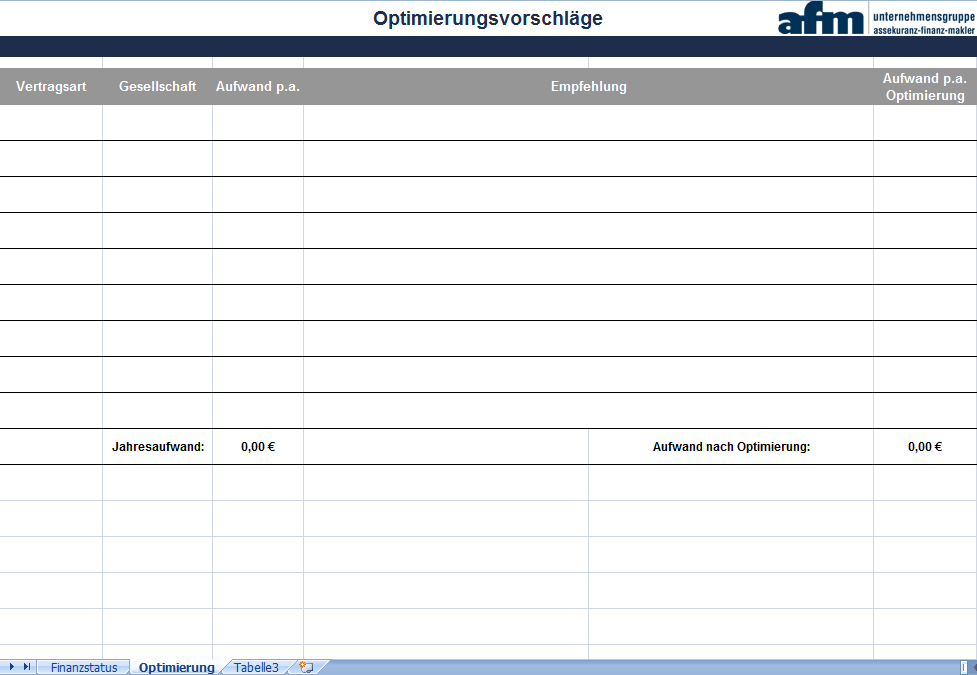 Optimierungsvorschläge
afm
unternehmensgruppe
assekuranz-finanz-makler
Vertragsart Gesellschaft Aufwand p.a. Empfehlung Aufwand p.a.
Optimierung
Jahresaufwand: 0,00 € Aufwand nach Optimierung: 0,00 €
Finanzstatus Optimierung Tabelle3